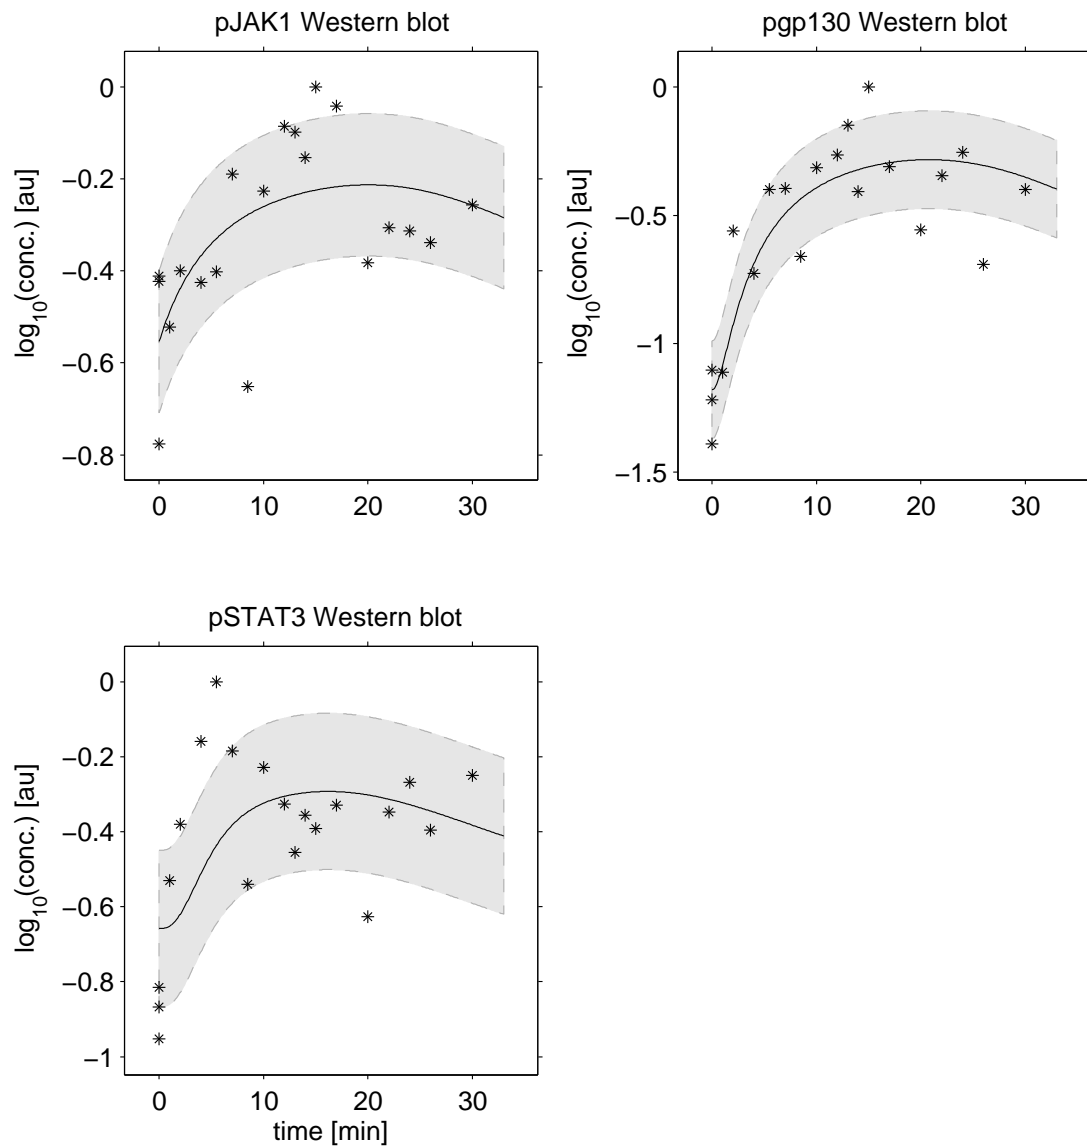 pJAK1 Western blot
log10(conc.) [au]
0
−0.2
−0.4
−0.6
−0.8
0 10 20 30
pgp130 Western blot
log10(conc.) [au]
0
−0.5
−1
−1.5
0 10 20 30
pSTAT3 Western blot
log10(conc.) [au]
0
−0.2
−0.4
−0.6
−0.8
−1
0 10 20 30
time [min]